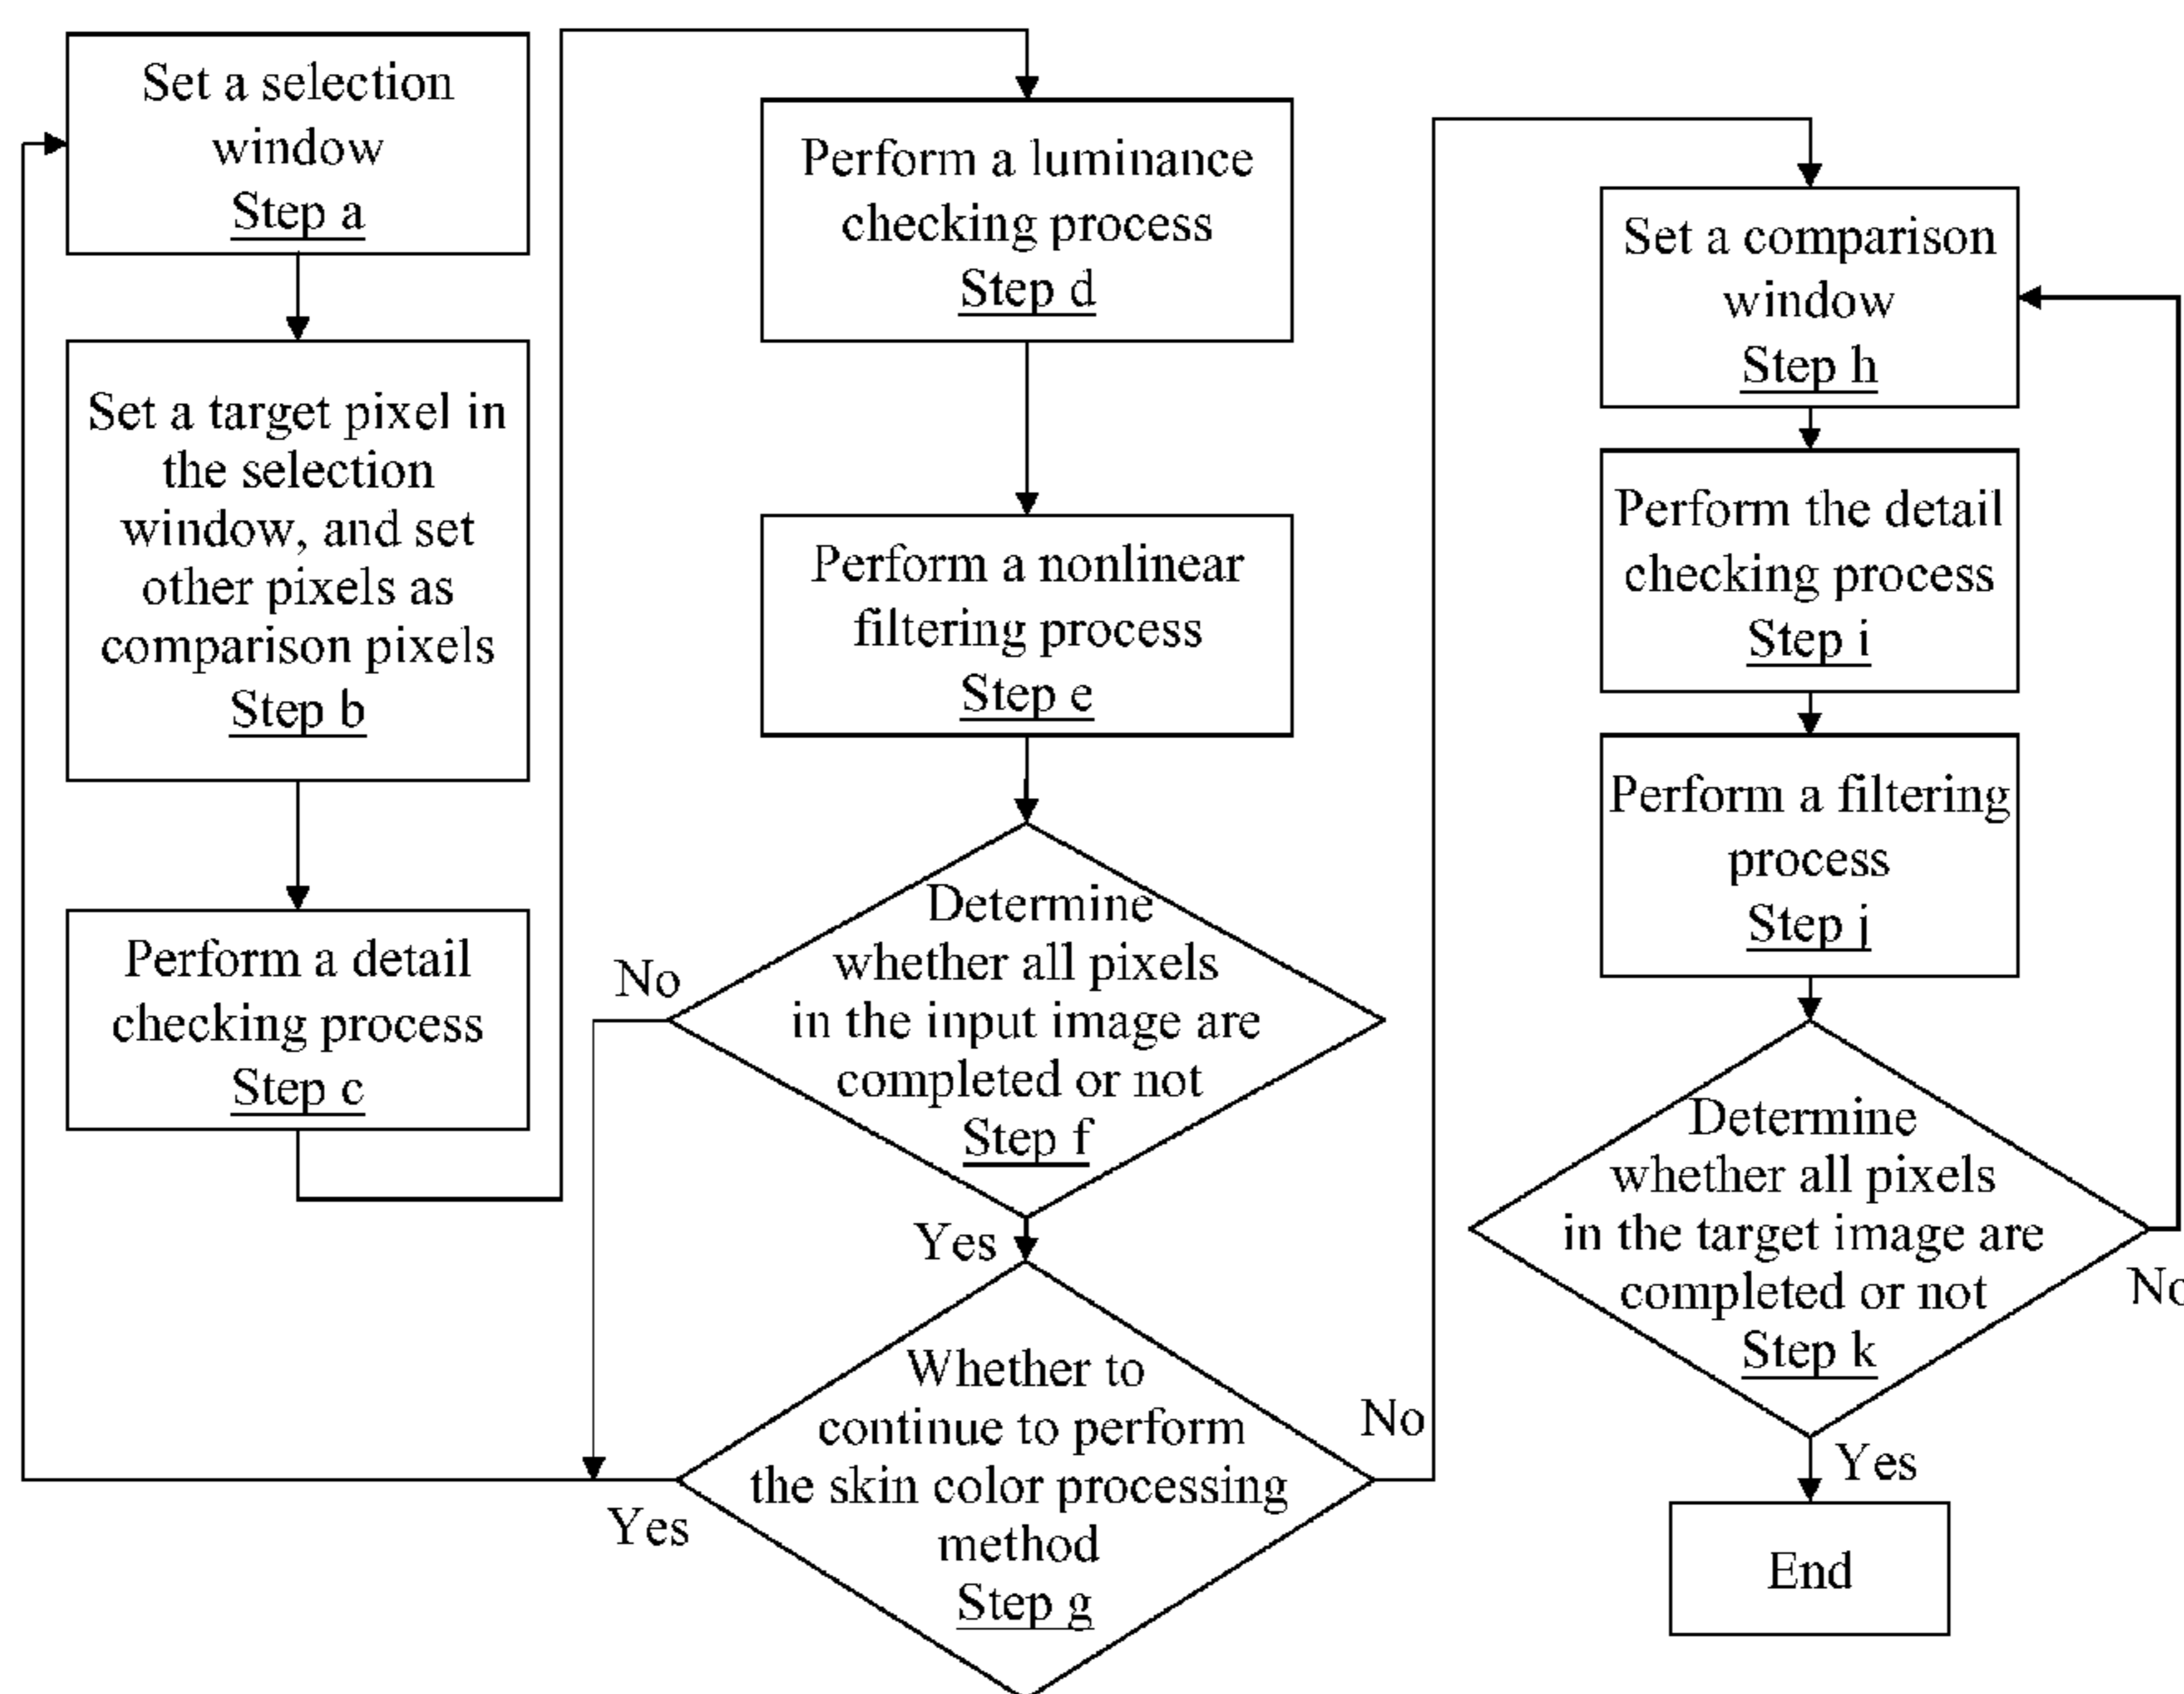 Set a selection
window
Step a
Set a target pixel in
the selection
window, and set
other pixels as
comparison pixels
Step b
Perform a detail
checking process
Step c
Perform a luminance
checking process
Step d
Perform a nonlinear
filtering process
Step e
Determine
whether all pixels
in the input image are
completed or not
Step f
No
Yes
Whether to
continue to perform
the skin color processing
method
Step g
Yes
No
Set a comparison
window
Step h
Perform the detail
checking process
Step i
Perform a filtering
process
Step j
Determine
whether all pixels
in the target image are
completed or not
Step k
No
Yes
End